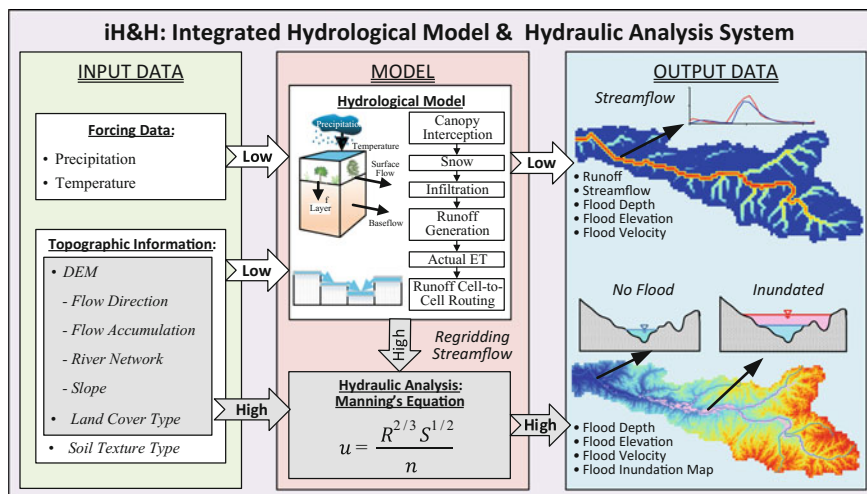 iH&H: Integrated Hydrological Model & Hydraulic Analysis System
INPUT DATA
Forcing Data:
• Precipitation
• Temperature
Low
Topographic Information:
• DEM
- Flow Direction
- Flow Accumulation
- River Network
- Slope
• Land Cover Type
• Soil Texture Type
Low
High
MODEL
Hydrological Model
Precipitation
Temperature
Surface
Flow
f
Layer
Baseflow
Canopy
Interception
Snow
Infiltration
Runoff
Generation
Actual ET
Runoff Cell-to-
Cell Routing
High
Regridding
Streamflow
Hydraulic Analysis:
Manning's Equation
u = R^{2/3} S^{1/2} / n
Low
High
OUTPUT DATA
Streamflow
• Runoff
• Streamflow
• Flood Depth
• Flood Elevation
• Flood Velocity
No Flood
Inundated
• Flood Depth
• Flood Elevation
• Flood Velocity
• Flood Inundation Map